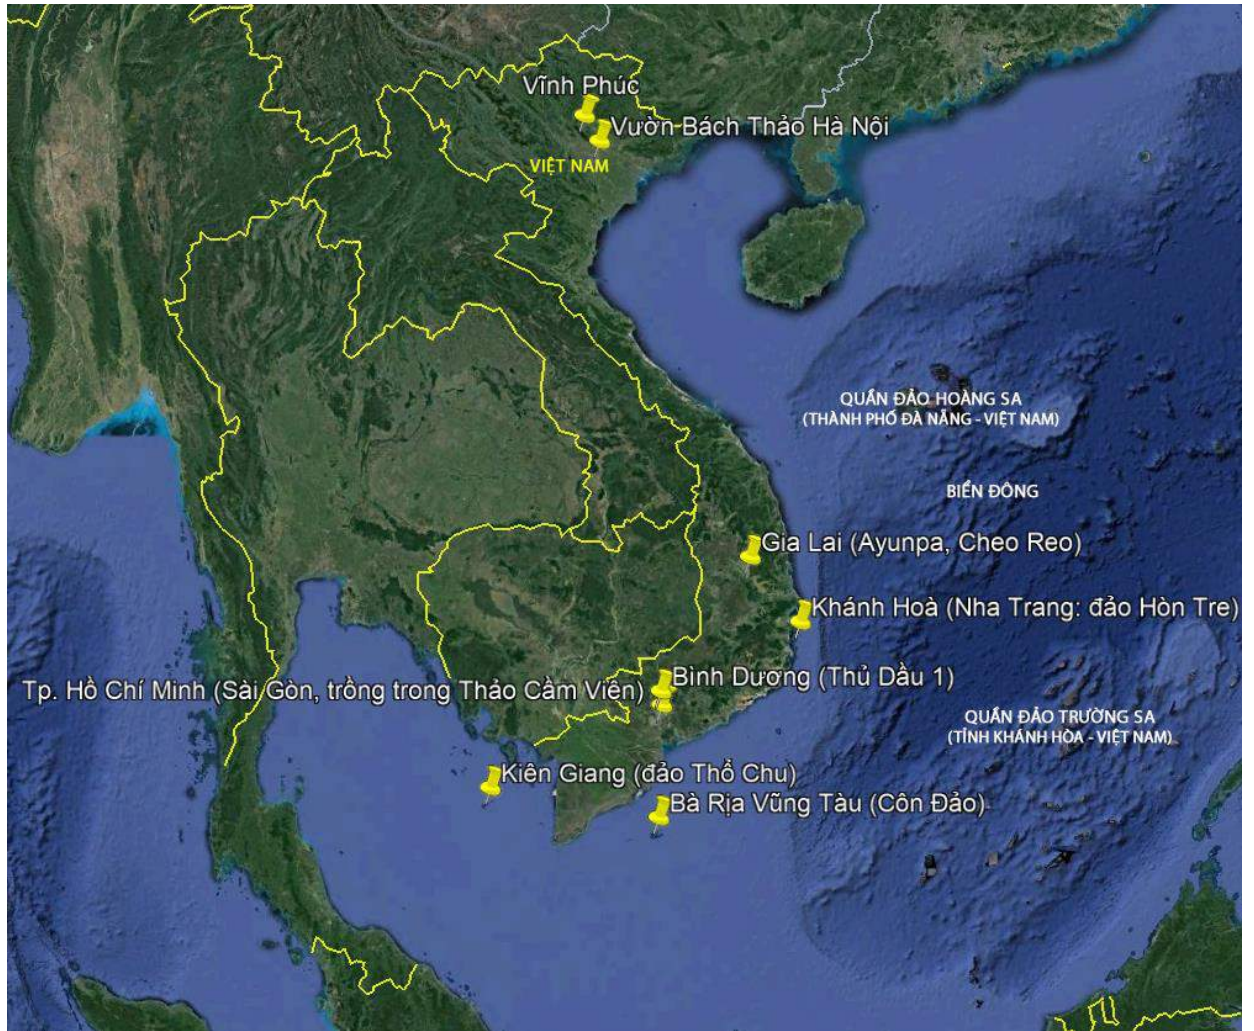 Vĩnh Phúc
Vườn Bách Thảo Hà Nội
VIỆT NAM
QUẦN ĐẢO HOÀNG SA
(THÀNH PHỐ ĐÀ NẴNG - VIỆT NAM)
BIỂN ĐÔNG
Gia Lai (Ayunpa, Cheo Reo)
Khánh Hoà (Nha Trang: đảo Hòn Tre)
Bình Dương (Thủ Dầu 1)
Tp. Hồ Chí Minh (Sài Gòn, trồng trong Thảo Cầm Viên)
QUẦN ĐẢO TRƯỜNG SA
(TỈNH KHÁNH HÒA - VIỆT NAM)
Kiên Giang (đảo Thổ Chu)
Bà Rịa Vũng Tàu (Côn Đảo)